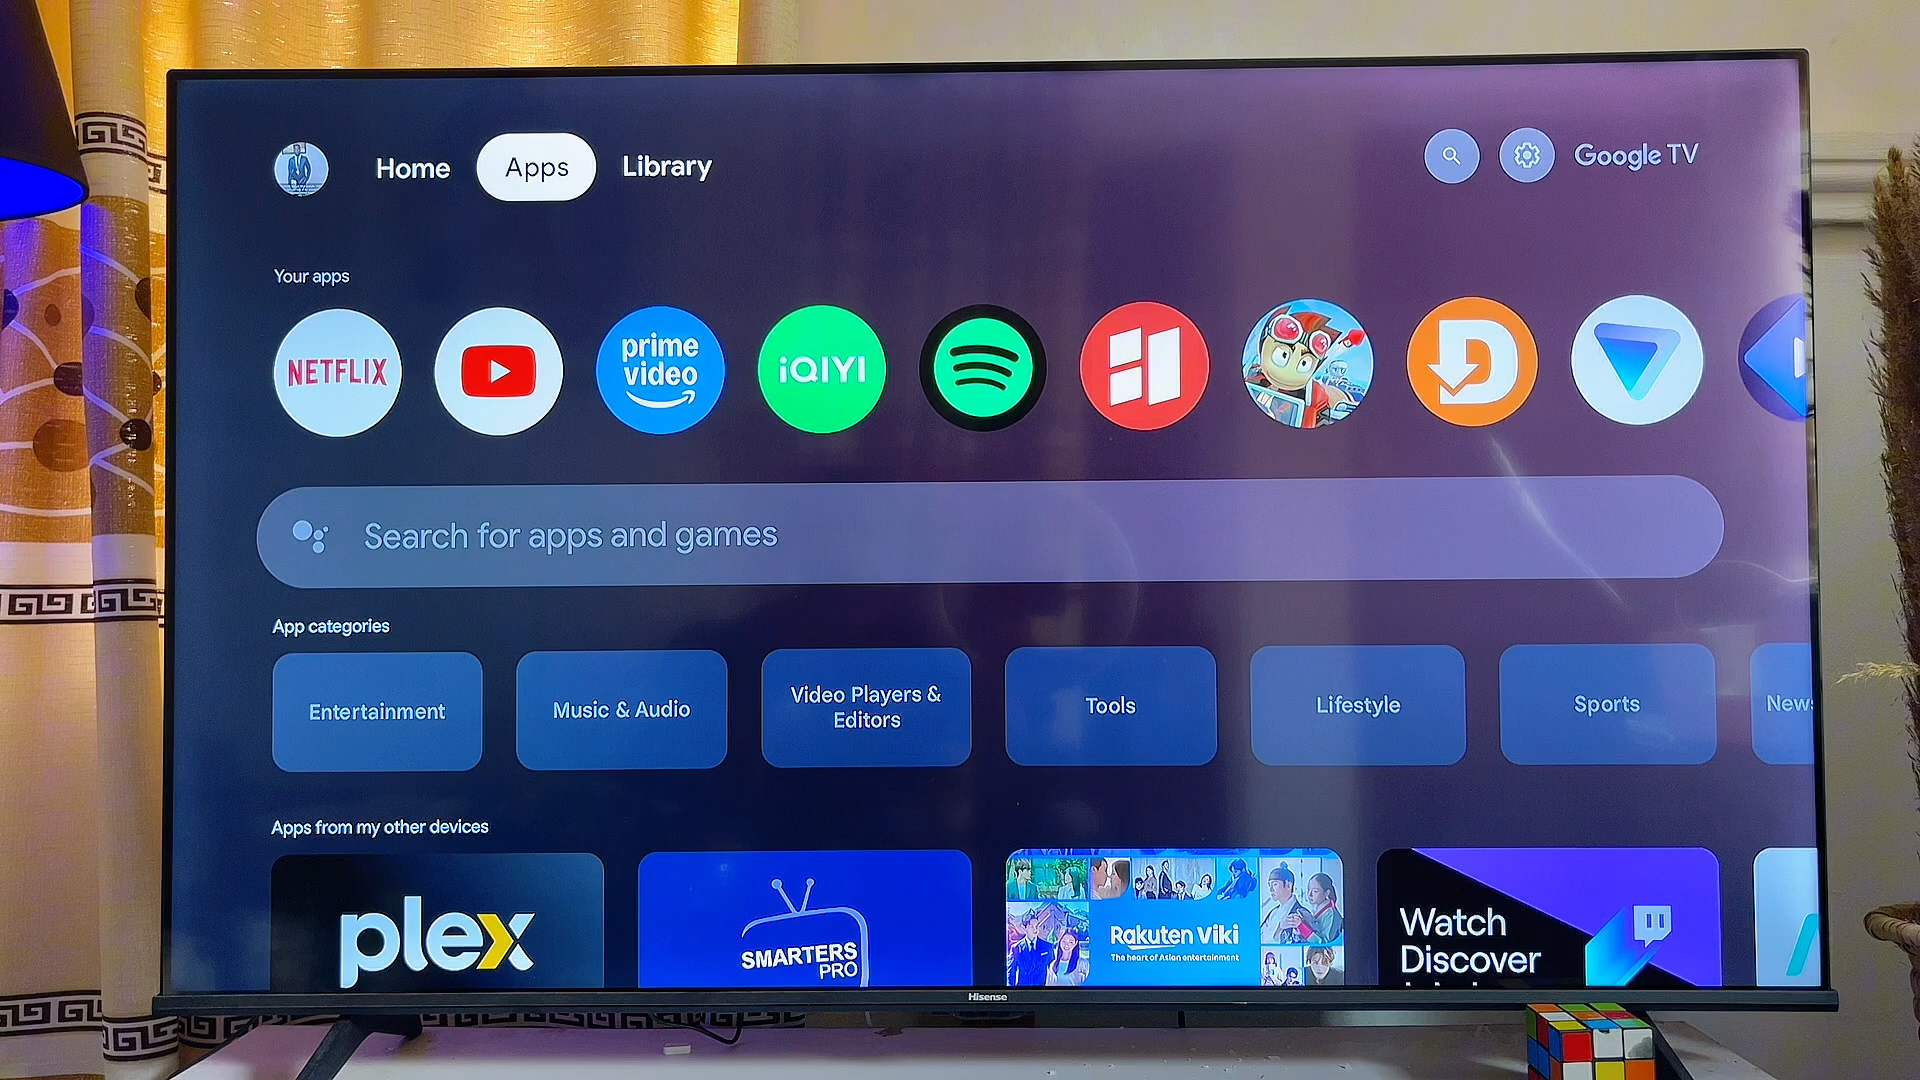 Home
Apps
Library
Google TV
Your apps
NETFLIX
prime
video
iQIYI
D
Search for apps and games
App categories
Entertainment
Music & Audio
Video Players &
Editors
Tools
Lifestyle
Sports
News
Apps from my other devices
plex
SMARTERS
PRO
Rakuten Viki
The heart of Asian entertainment
Watch
Discover
Hisense